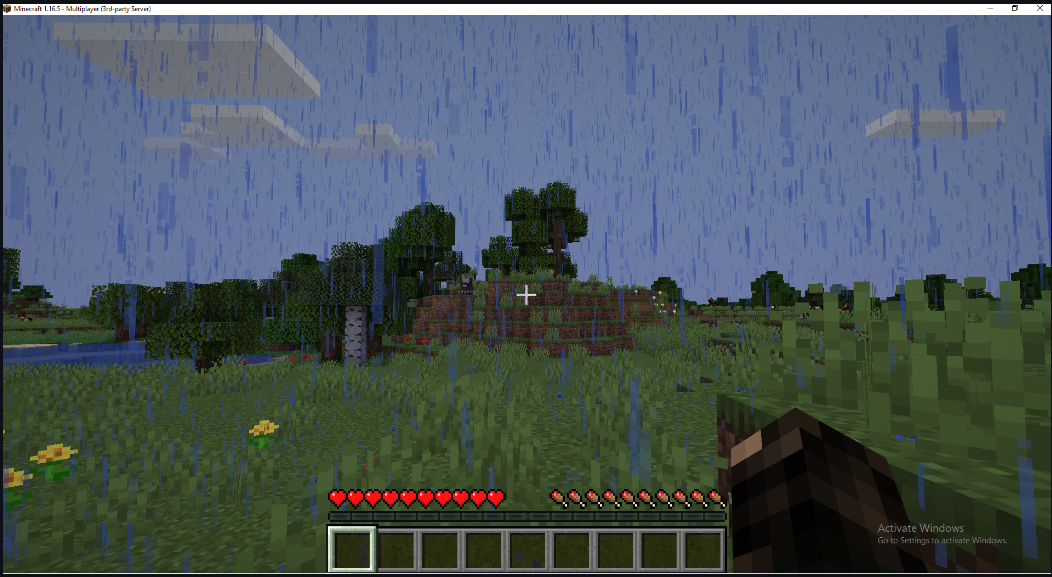 Minecraft 1.16.5 - Multiplayer (3rd-party Server)
Activate Windows
Go to Settings to activate Windows.